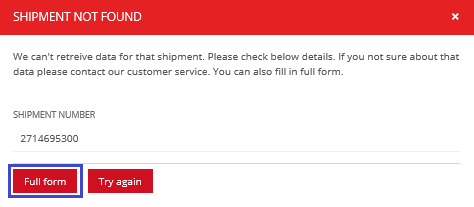 SHIPMENT NOT FOUND ×
We can't retreive data for that shipment. Please check below details. If you not sure about that
data please contact our customer service. You can also fill in full form.
SHIPMENT NUMBER
2714695300
Full form Try again